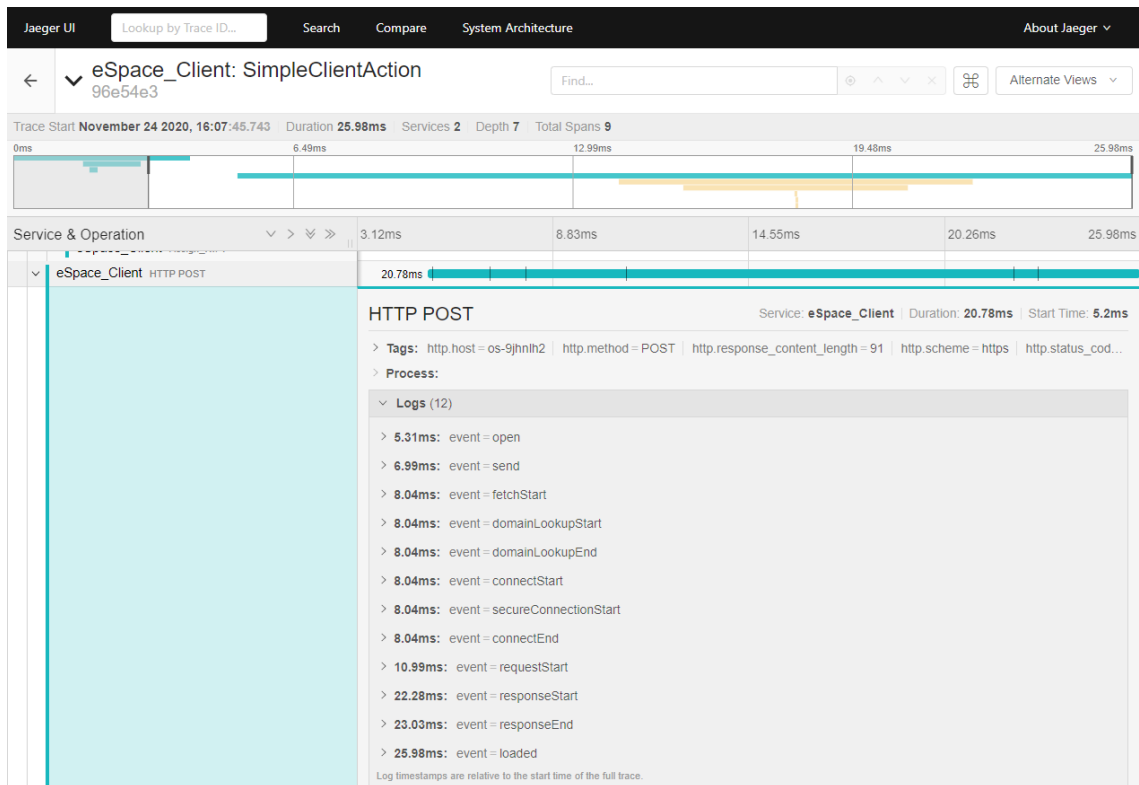 Jaeger UI Lookup by Trace ID... Search Compare System Architecture About Jaeger
eSpace_Client: SimpleClientAction
96e54e3
Find... Alternate Views
Trace Start November 24 2020, 16:07:45.743 Duration 25.98ms Services 2 Depth 7 Total Spans 9
0ms 6.49ms 12.99ms 19.48ms 25.98ms
Service & Operation 3.12ms 8.83ms 14.55ms 20.26ms 25.98ms
eSpace_Client HTTP POST 20.78ms
HTTP POST Service: eSpace_Client Duration: 20.78ms Start Time: 5.2ms
Tags: http.host = os-9jhnlh2 http.method = POST http.response_content_length = 91 http.scheme = https http.status_cod...
Process:
Logs (12)
5.31ms: event = open
6.99ms: event = send
8.04ms: event = fetchStart
8.04ms: event = domainLookupStart
8.04ms: event = domainLookupEnd
8.04ms: event = connectStart
8.04ms: event = secureConnectionStart
8.04ms: event = connectEnd
10.99ms: event = requestStart
22.28ms: event = responseStart
23.03ms: event = responseEnd
25.98ms: event = loaded
Log timestamps are relative to the start time of the full trace.